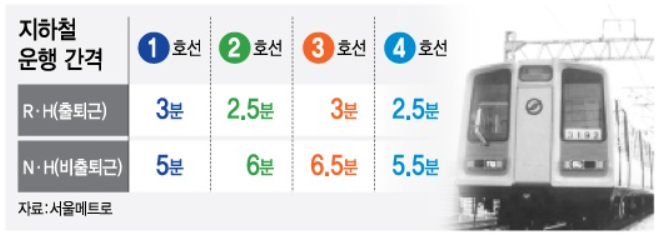 지하철
운행 간격
1 호선 2 호선 3 호선 4 호선
R·H(출퇴근) 3분 2.5분 3분 2.5분
N·H(비출퇴근) 5분 6분 6.5분 5.5분
자료:서울메트로
3192